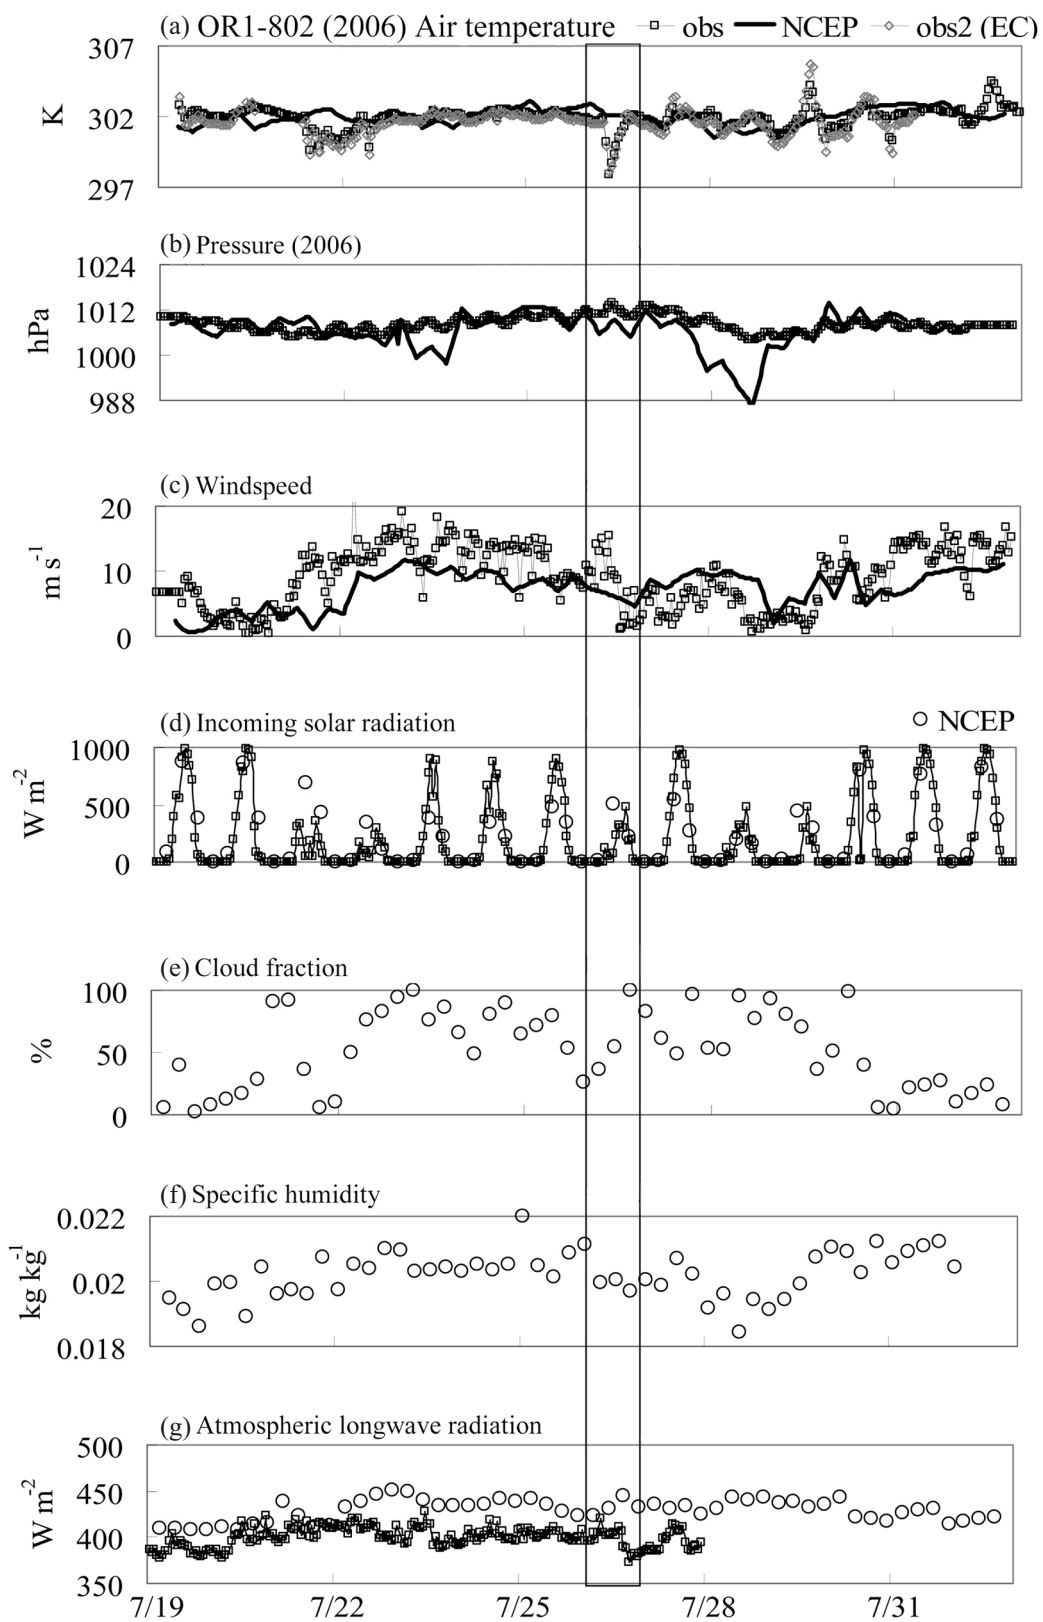 (a) OR1-802 (2006) Air temperature obs NCEP obs2 (EC)
307
302
297
K
(b) Pressure (2006)
1024
1012
1000
988
hPa
(c) Windspeed
20
10
0
m s-1
(d) Incoming solar radiation NCEP
1000
500
0
W m-2
(e) Cloud fraction
100
50
0
%
(f) Specific humidity
0.022
0.02
0.018
kg kg-1
(g) Atmospheric longwave radiation
500
450
400
350
W m-2
7/19 7/22 7/25 7/28 7/31